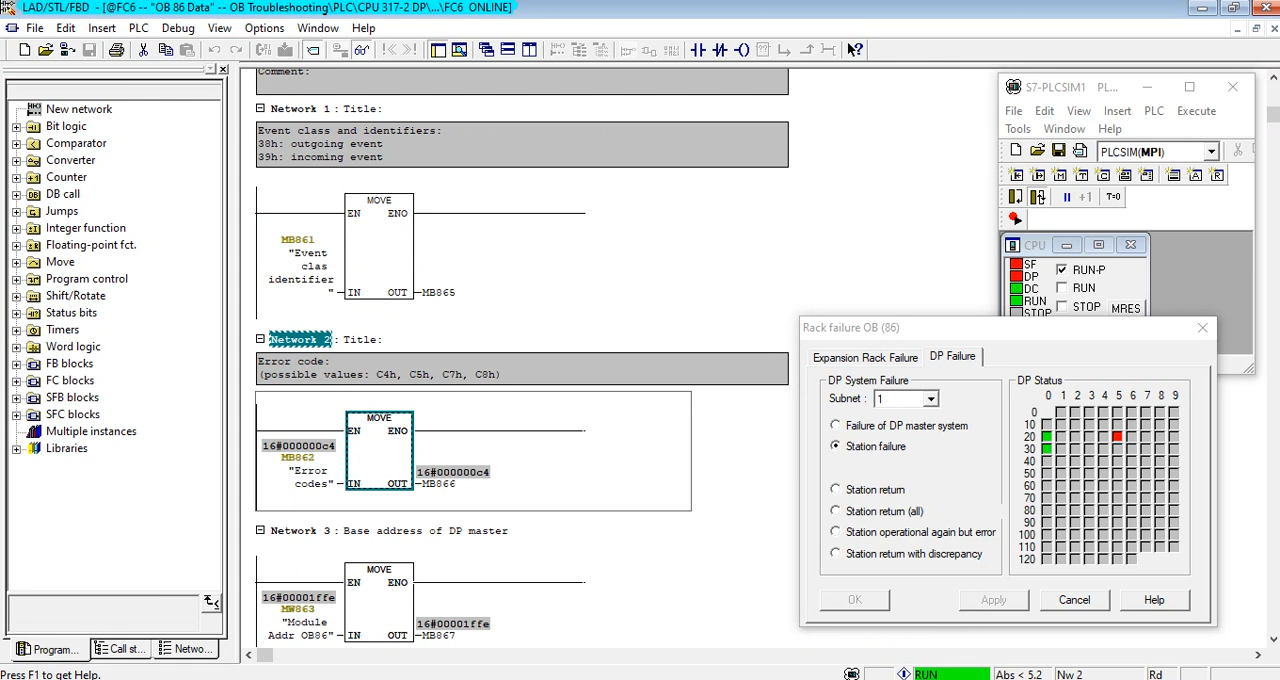 LAD/STL/FBD - [@FC6 -- "OB 86 Data" -- OB Troubleshooting\PLC\CPU 317-2 DP\...\FC6 ONLINE]
File Edit Insert PLC Debug View Options Window Help
New network
Bit logic
Comparator
Converter
Counter
DB call
Jumps
Integer function
Floating-point fct.
Move
Program control
Shift/Rotate
Status bits
Timers
Word logic
FB blocks
FC blocks
SFB blocks
SFC blocks
Multiple instances
Libraries
Program... Call st... Netwo...
Press F1 to get Help.
Comment:
Network 1 : Title:
Event class and identifiers:
38h: outgoing event
39h: incoming event
MOVE
EN ENO
MB861
"Event
clas
identifier
"
IN OUT MB865
Network 2 : Title:
Error code:
(possible values: C4h, C5h, C7h, C8h)
MOVE
EN ENO
16#000000c4
MB862
"Error
codes"
16#000000c4
IN OUT MB866
Network 3 : Base address of DP master
MOVE
EN ENO
16#00001ffe
MW863
"Module
Addr OB86"
16#00001ffe
IN OUT MB867
S7-PLCSIM1 PL...
File Edit View Insert PLC Execute
Tools Window Help
PLCSIM(MPI)
+1 T=0
CPU
SF
DP
DC
RUN
STOP
RUN-P
RUN
STOP MRES
Rack failure OB (86)
Expansion Rack Failure DP Failure
DP System Failure
Subnet : 1
Failure of DP master system
Station failure
Station return
Station return (all)
Station operational again but error
Station return with discrepancy
DP Status
0 1 2 3 4 5 6 7 8 9
0
10
20
30
40
50
60
70
80
90
100
110
120
OK Apply Cancel Help
RUN Abs < 5.2 Nw 2 Rd